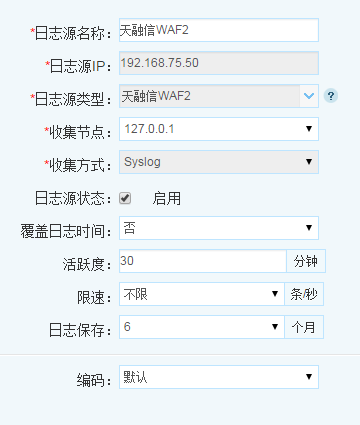 *日志源名称： 天融信WAF2
*日志源IP： 192.168.75.50
*日志源类型： 天融信WAF2 ?
*收集节点： 127.0.0.1
*收集方式： Syslog
日志源状态： 启用
覆盖日志时间： 否
活跃度： 30 分钟
限速： 不限 条/秒
日志保存： 6 个月
编码： 默认